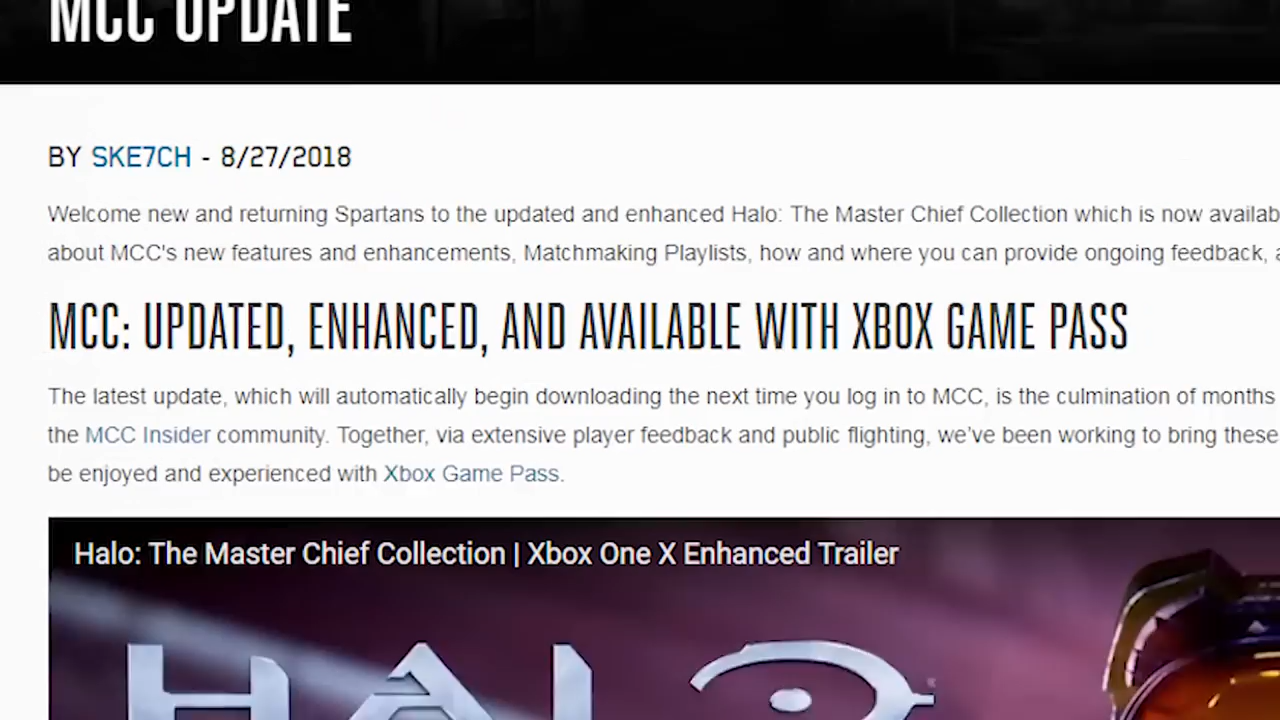 MCC UPDATE
BY SKE7CH - 8/27/2018
Welcome new and returning Spartans to the updated and enhanced Halo: The Master Chief Collection which is now
about MCC's new features and enhancements, Matchmaking Playlists, how and where you can provide ongoing feedback,
MCC: UPDATED, ENHANCED, AND AVAILABLE WITH XBOX GAME PASS
The latest update, which will automatically begin downloading the next time you log in to MCC, is the culmination of months
the MCC Insider community. Together, via extensive player feedback and public flighting, we've been working to bring these
be enjoyed and experienced with Xbox Game Pass.
Halo: The Master Chief Collection | Xbox One X Enhanced Trailer
HALO